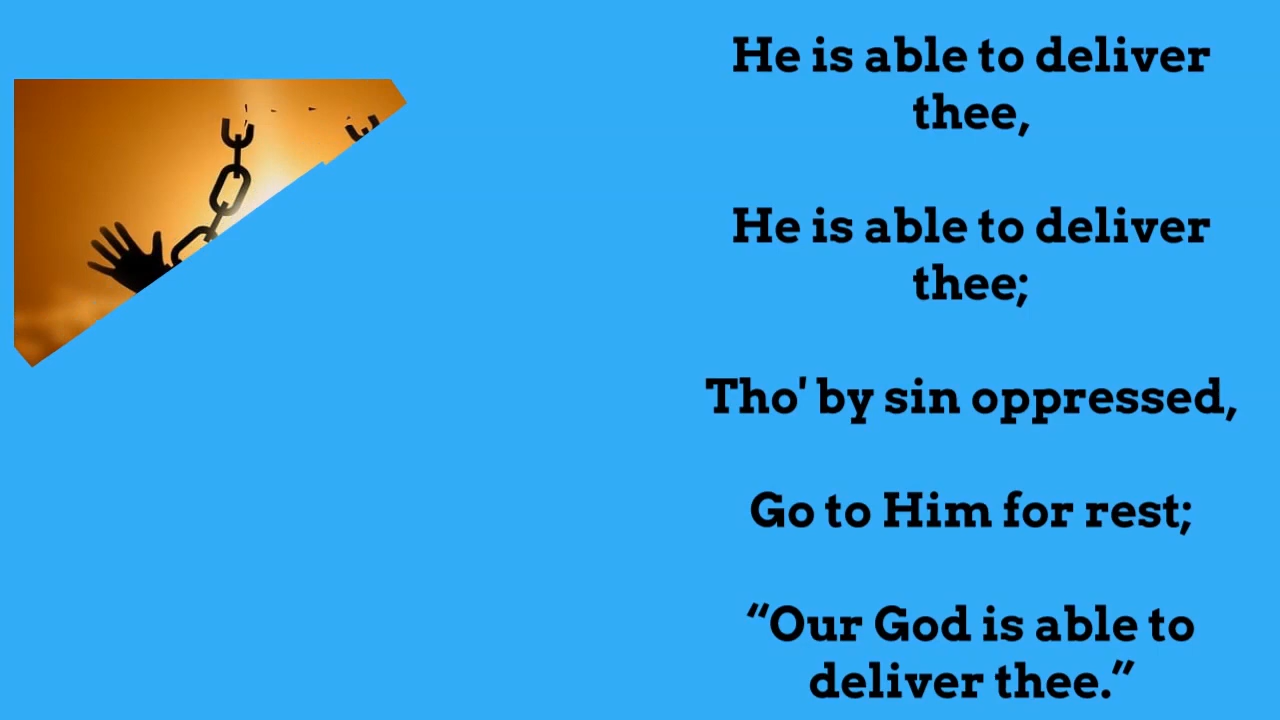 He is able to deliver
thee,
He is able to deliver
thee;
Tho' by sin oppressed,
Go to Him for rest;
“Our God is able to
deliver thee.”